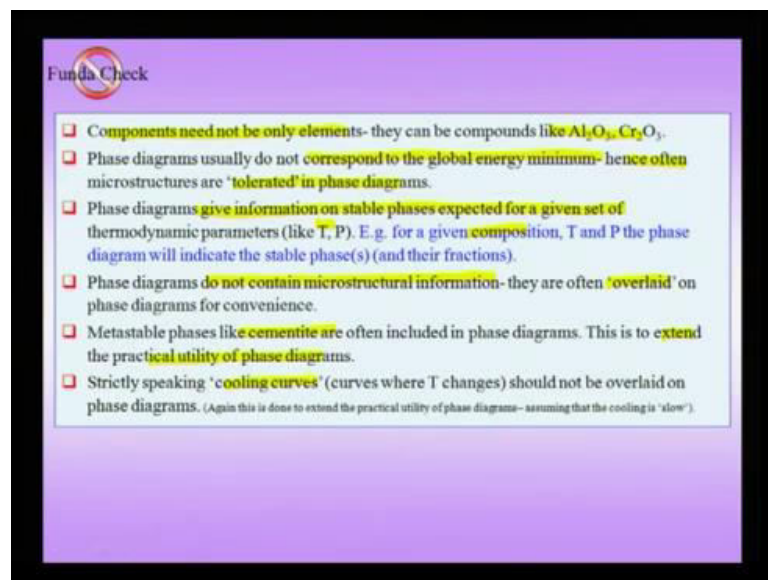 Funda Check
❑ Components need not be only elements- they can be compounds like Al₂O₃, Cr₂O₃.
❑ Phase diagrams usually do not correspond to the global energy minimum- hence often
microstructures are ‘tolerated’ in phase diagrams.
❑ Phase diagrams give information on stable phases expected for a given set of
thermodynamic parameters (like T, P). E.g. for a given composition, T and P the phase
diagram will indicate the stable phase(s) (and their fractions).
❑ Phase diagrams do not contain microstructural information- they are often ‘overlaid’ on
phase diagrams for convenience.
❑ Metastable phases like cementite are often included in phase diagrams. This is to extend
the practical utility of phase diagrams.
❑ Strictly speaking ‘cooling curves’ (curves where T changes) should not be overlaid on
phase diagrams. (Again this is done to extend the practical utility of phase diagrams– assuming that the cooling is ‘slow’).